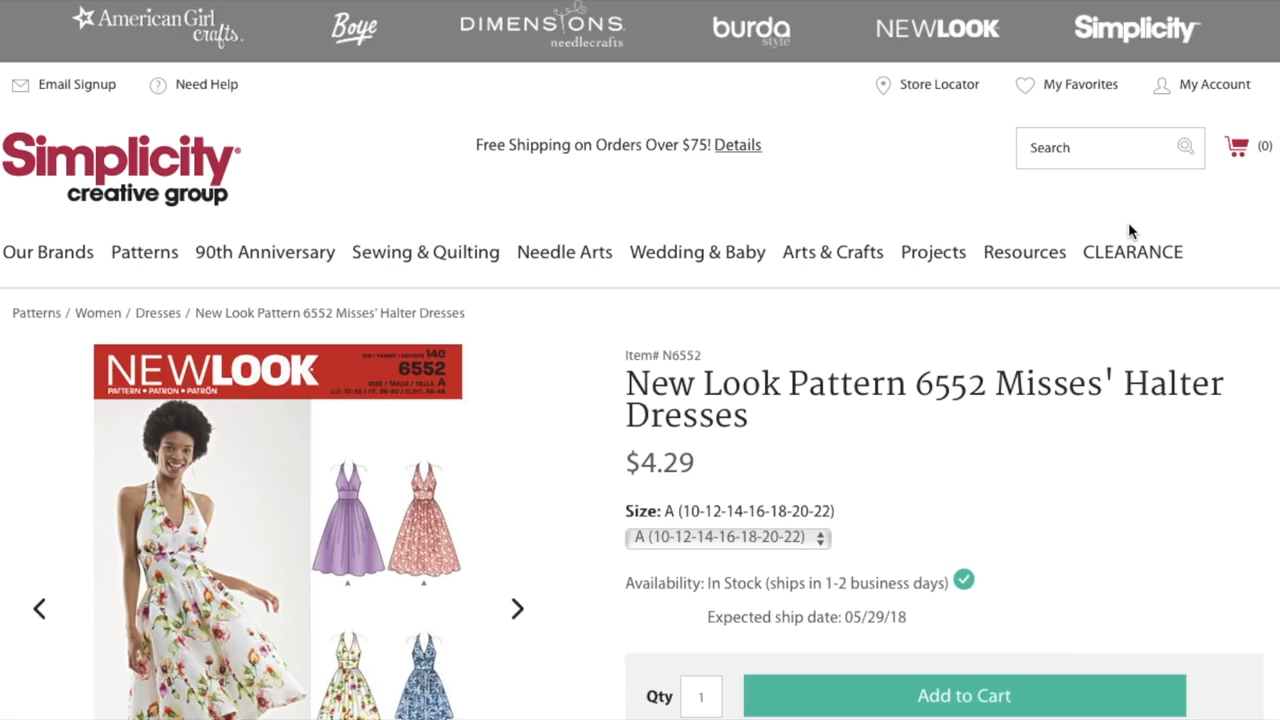 American Girl crafts
Boye
DIMENSIONS needlecrafts
burda style
NEWLOOK
Simplicity
Email Signup
Need Help
Store Locator
My Favorites
My Account
Simplicity
creative group
Free Shipping on Orders Over $75! Details
Search
(0)
Our Brands Patterns 90th Anniversary Sewing & Quilting Needle Arts Wedding & Baby Arts & Crafts Projects Resources CLEARANCE
Patterns / Women / Dresses / New Look Pattern 6552 Misses' Halter Dresses
NEWLOOK
PATTERN • PATRON • PATRÓN
140
6552
SIZE / TAILLE / TALLA A
A
A
Item# N6552
New Look Pattern 6552 Misses' Halter
Dresses
$4.29
Size: A (10-12-14-16-18-20-22)
A (10-12-14-16-18-20-22)
Availability: In Stock (ships in 1-2 business days)
Expected ship date: 05/29/18
Qty 1
Add to Cart